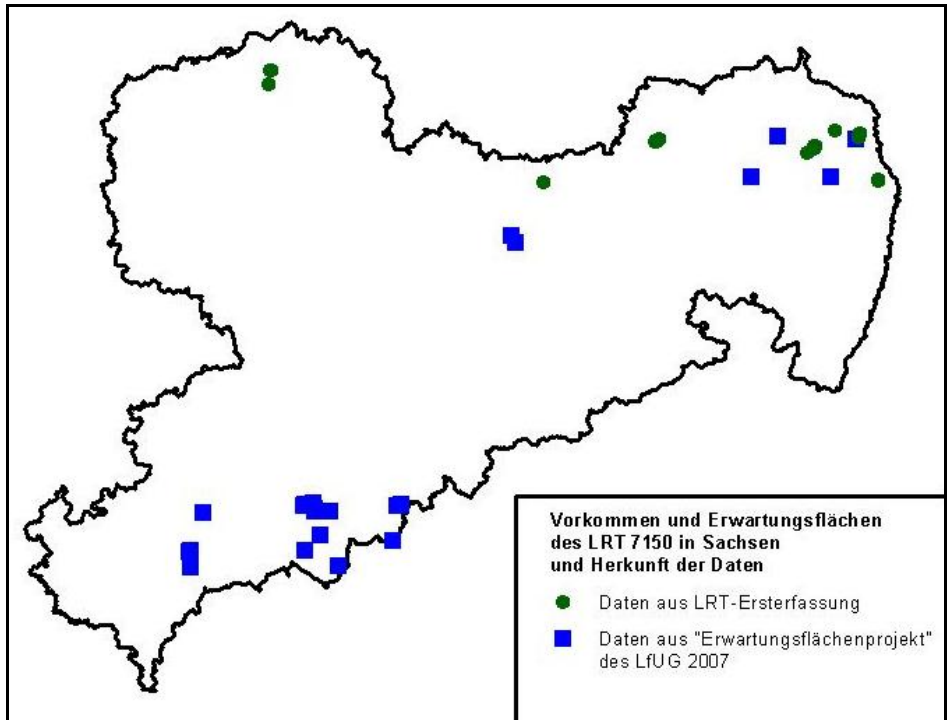 Vorkommen und Erwartungsflächen
des LRT 7150 in Sachsen
und Herkunft der Daten
Daten aus LRT-Ersterfassung
Daten aus "Erwartungsflächenprojekt"
des LfUG 2007